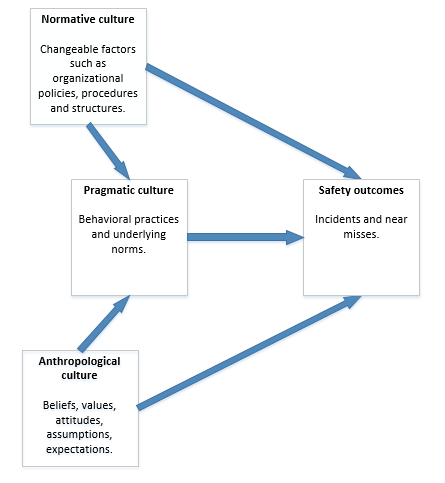 Normative culture
Changeable factors
such as
organizational
policies, procedures
and structures.
Pragmatic culture
Behavioral practices
and underlying
norms.
Safety outcomes
Incidents and near
misses.
Anthropological
culture
Beliefs, values,
attitudes,
assumptions,
expectations.